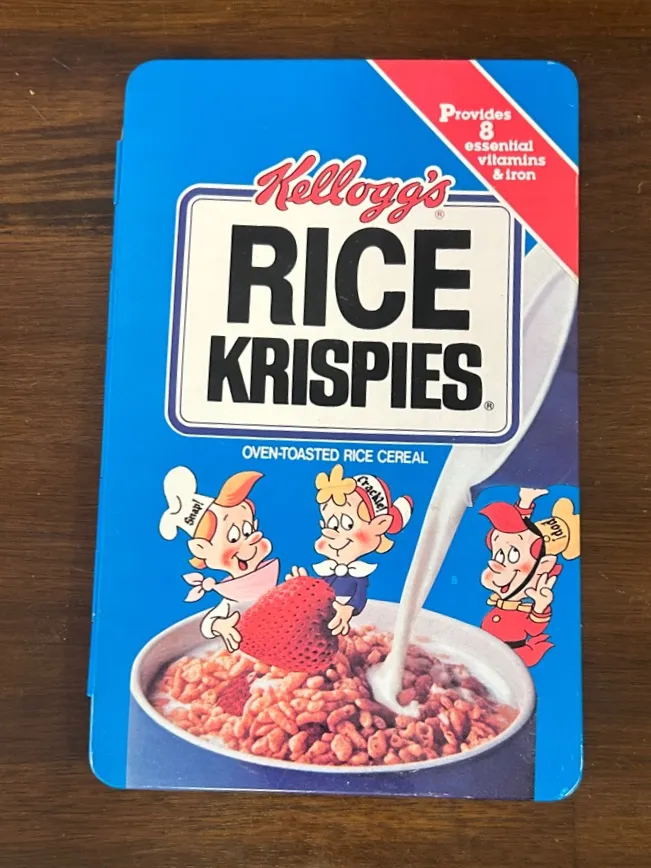 Provides
8
essential
vitamins
& iron
Kellogg's®
RICE
KRISPIES®
OVEN-TOASTED RICE CEREAL
Snap!
Crackle!
Pop!